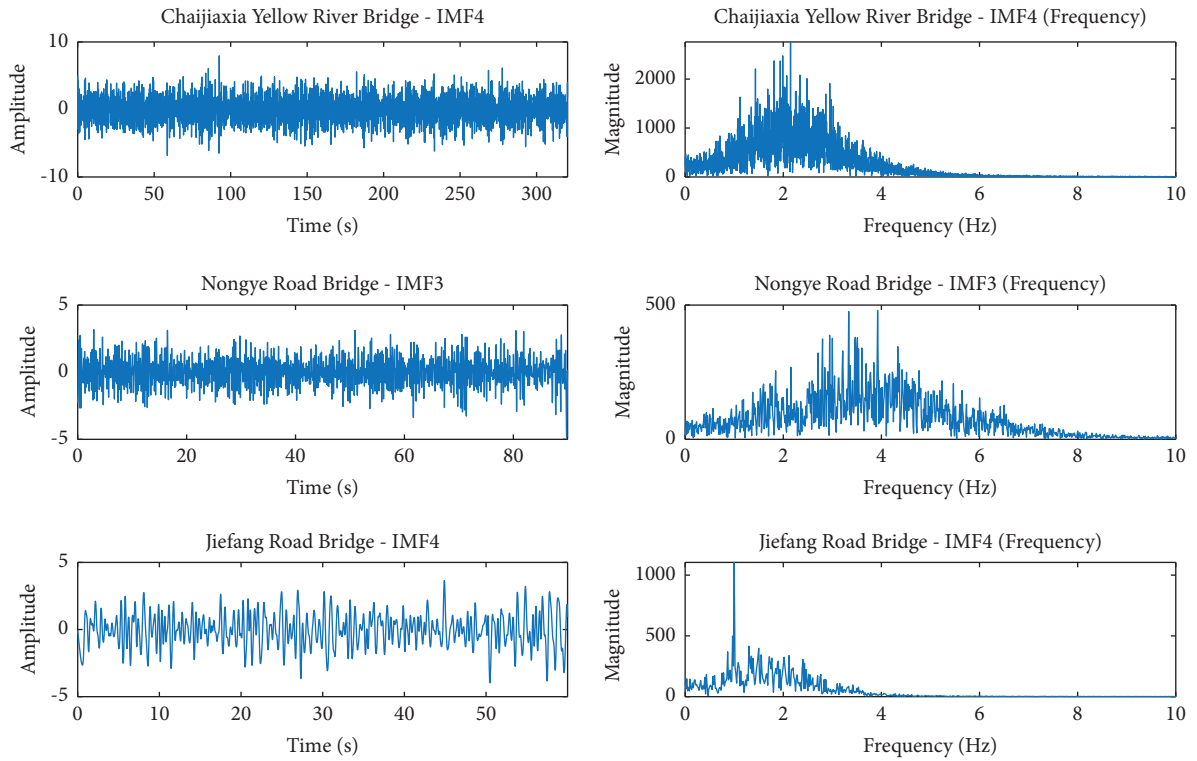 Chaijiaxia Yellow River Bridge - IMF4
10
0
-10
Amplitude
0 50 100 150 200 250 300
Time (s)
Chaijiaxia Yellow River Bridge - IMF4 (Frequency)
2000
1000
0
Magnitude
0 2 4 6 8 10
Frequency (Hz)
Nongye Road Bridge - IMF3
5
0
-5
Amplitude
0 20 40 60 80
Time (s)
Nongye Road Bridge - IMF3 (Frequency)
500
0
Magnitude
0 2 4 6 8 10
Frequency (Hz)
Jiefang Road Bridge - IMF4
5
0
-5
Amplitude
0 10 20 30 40 50
Time (s)
Jiefang Road Bridge - IMF4 (Frequency)
1000
500
0
Magnitude
0 2 4 6 8 10
Frequency (Hz)